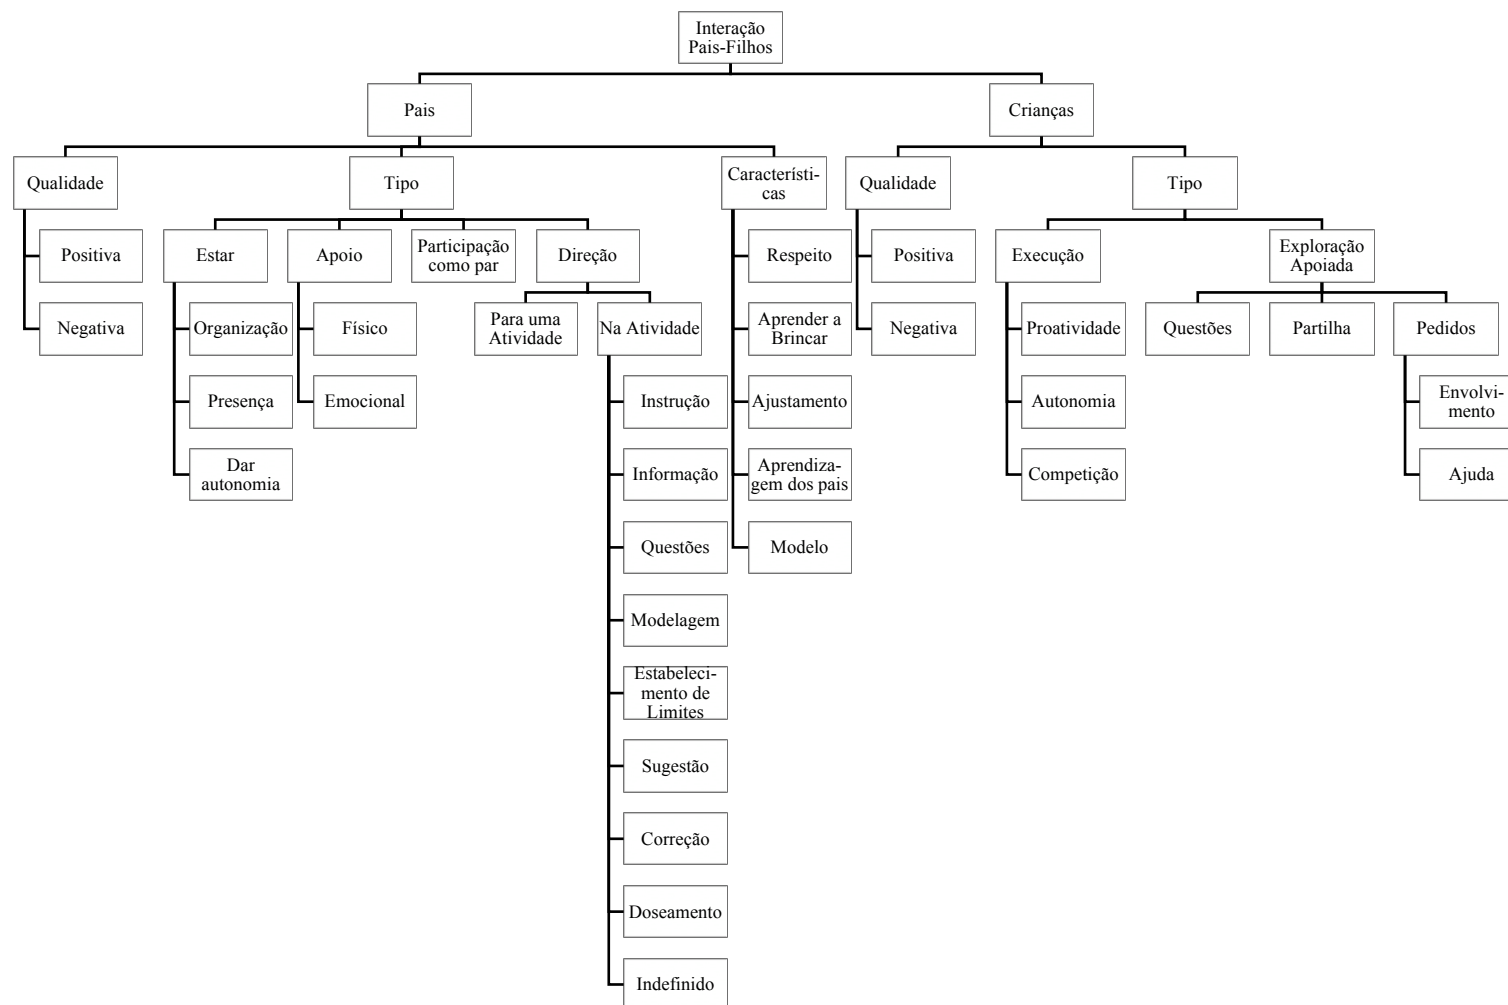 Interação
Pais-Filhos
Pais
Crianças
Qualidade
Tipo
Característi-
cas
Qualidade
Tipo
Positiva
Estar
Apoio
Participação
como par
Direção
Respeito
Positiva
Execução
Exploração
Apoiada
Negativa
Organização
Físico
Para uma
Atividade
Na Atividade
Aprender a
Brincar
Negativa
Proatividade
Questões
Partilha
Pedidos
Presença
Emocional
Instrução
Ajustamento
Autonomia
Envolvi-
mento
Dar
autonomia
Informação
Aprendiza-
gem dos pais
Competição
Ajuda
Questões
Modelo
Modelagem
Estabeleci-
mento de
Limites
Sugestão
Correção
Doseamento
Indefinido